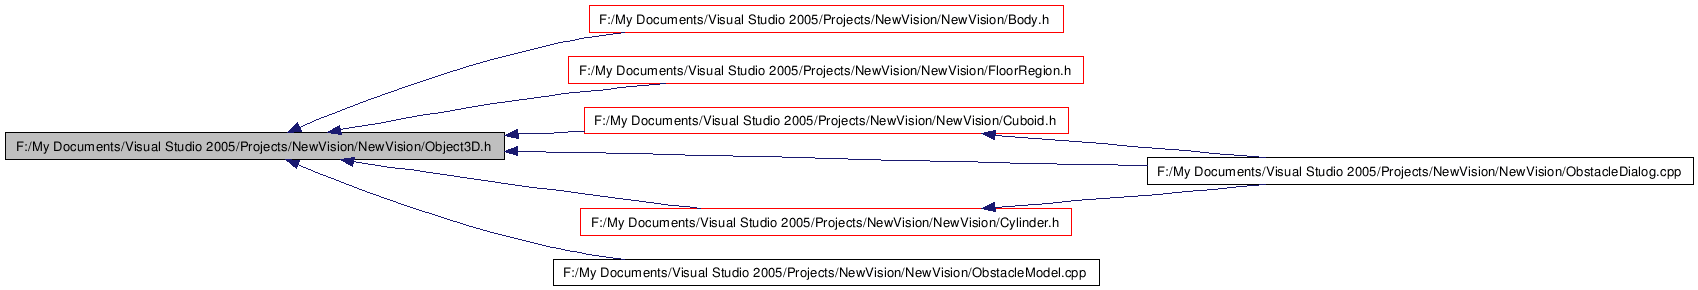 F:/My Documents/Visual Studio 2005/Projects/NewVision/NewVision/Body.h
F:/My Documents/Visual Studio 2005/Projects/NewVision/NewVision/FloorRegion.h
F:/My Documents/Visual Studio 2005/Projects/NewVision/NewVision/Cuboid.h
F:/My Documents/Visual Studio 2005/Projects/NewVision/NewVision/Object3D.h
F:/My Documents/Visual Studio 2005/Projects/NewVision/NewVision/ObstacleDialog.cpp
F:/My Documents/Visual Studio 2005/Projects/NewVision/NewVision/Cylinder.h
F:/My Documents/Visual Studio 2005/Projects/NewVision/NewVision/ObstacleModel.cpp